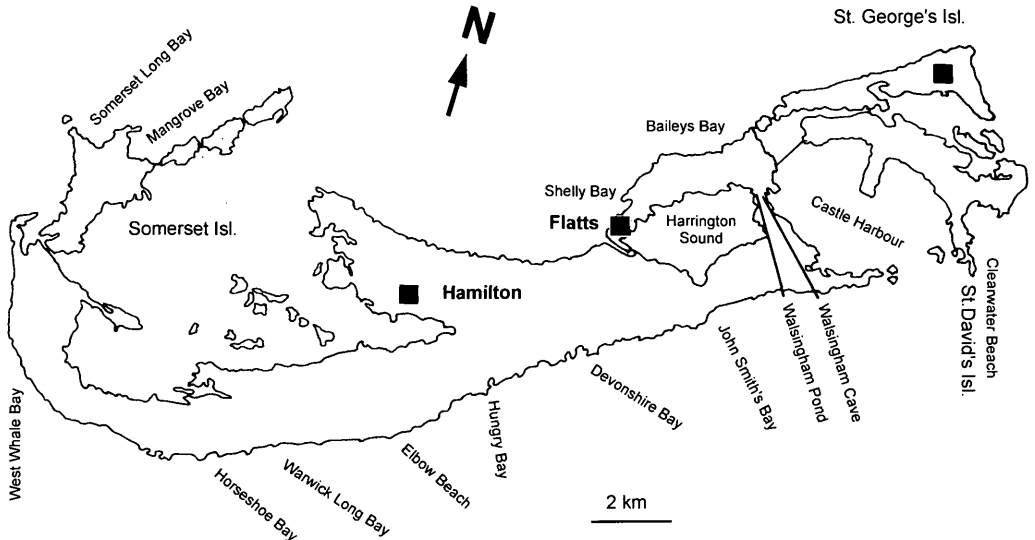 N
St. George's Isl.
Somerset Long Bay
Mangrove Bay
Baileys Bay
Shelly Bay
Flatts
Harrington
Sound
Castle Harbour
Somerset Isl.
Hamilton
Clearwater Beach
St.David's Isl.
Walsingham Cave
Walsingham Pond
John Smith's Bay
Devonshire Bay
Hungry Bay
Elbow Beach
Warwick Long Bay
Horseshoe Bay
West Whale Bay
2 km